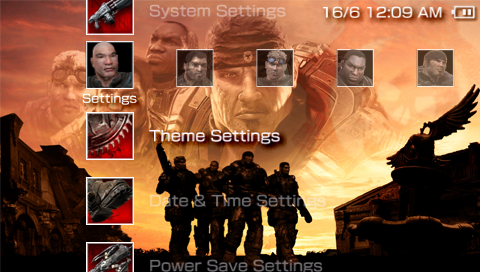 System Settings
16/6 12:09 AM
Settings
Theme Settings
Date & Time Settings
Power Save Settings